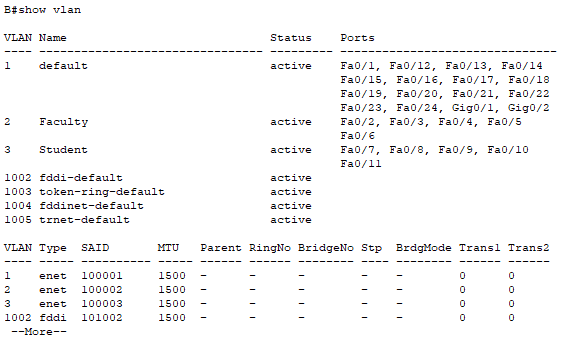 B#show vlan
VLAN Name                             Status    Ports
---- -------------------------------- --------- -------------------------------
1    default                          active    Fa0/1, Fa0/12, Fa0/13, Fa0/14
                                                Fa0/15, Fa0/16, Fa0/17, Fa0/18
                                                Fa0/19, Fa0/20, Fa0/21, Fa0/22
                                                Fa0/23, Fa0/24, Gig0/1, Gig0/2
2    Faculty                          active    Fa0/2, Fa0/3, Fa0/4, Fa0/5
                                                Fa0/6
3    Student                          active    Fa0/7, Fa0/8, Fa0/9, Fa0/10
                                                Fa0/11
1002 fddi-default                     active
1003 token-ring-default               active
1004 fddinet-default                  active
1005 trnet-default                    active
VLAN Type  SAID       MTU   Parent RingNo BridgeNo Stp  BrdgMode Trans1 Trans2
---- ----- ---------- ----- ------ ------ -------- ---- -------- ------ ------
1    enet  100001     1500  -      -      -        -    -        0      0
2    enet  100002     1500  -      -      -        -    -        0      0
3    enet  100003     1500  -      -      -        -    -        0      0
1002 fddi  101002     1500  -      -      -        -    -        0      0
--More--